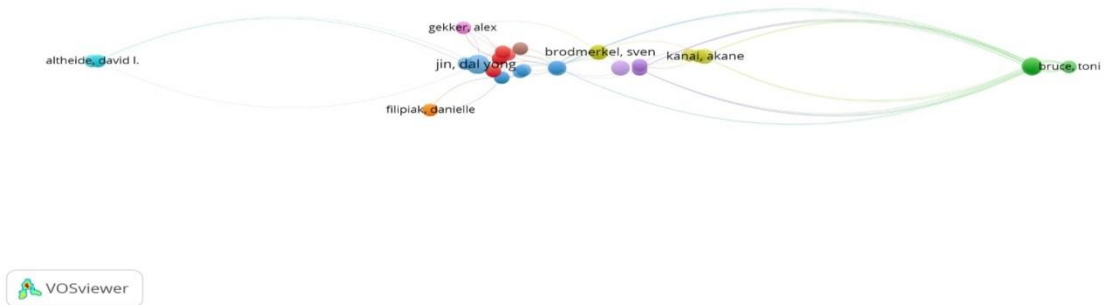 gekker, alex
altheide, david l.
jin, dal yong
brodmerkel, sven
kanai, akane
bruce, toni
filipiak, danielle
VOSviewer